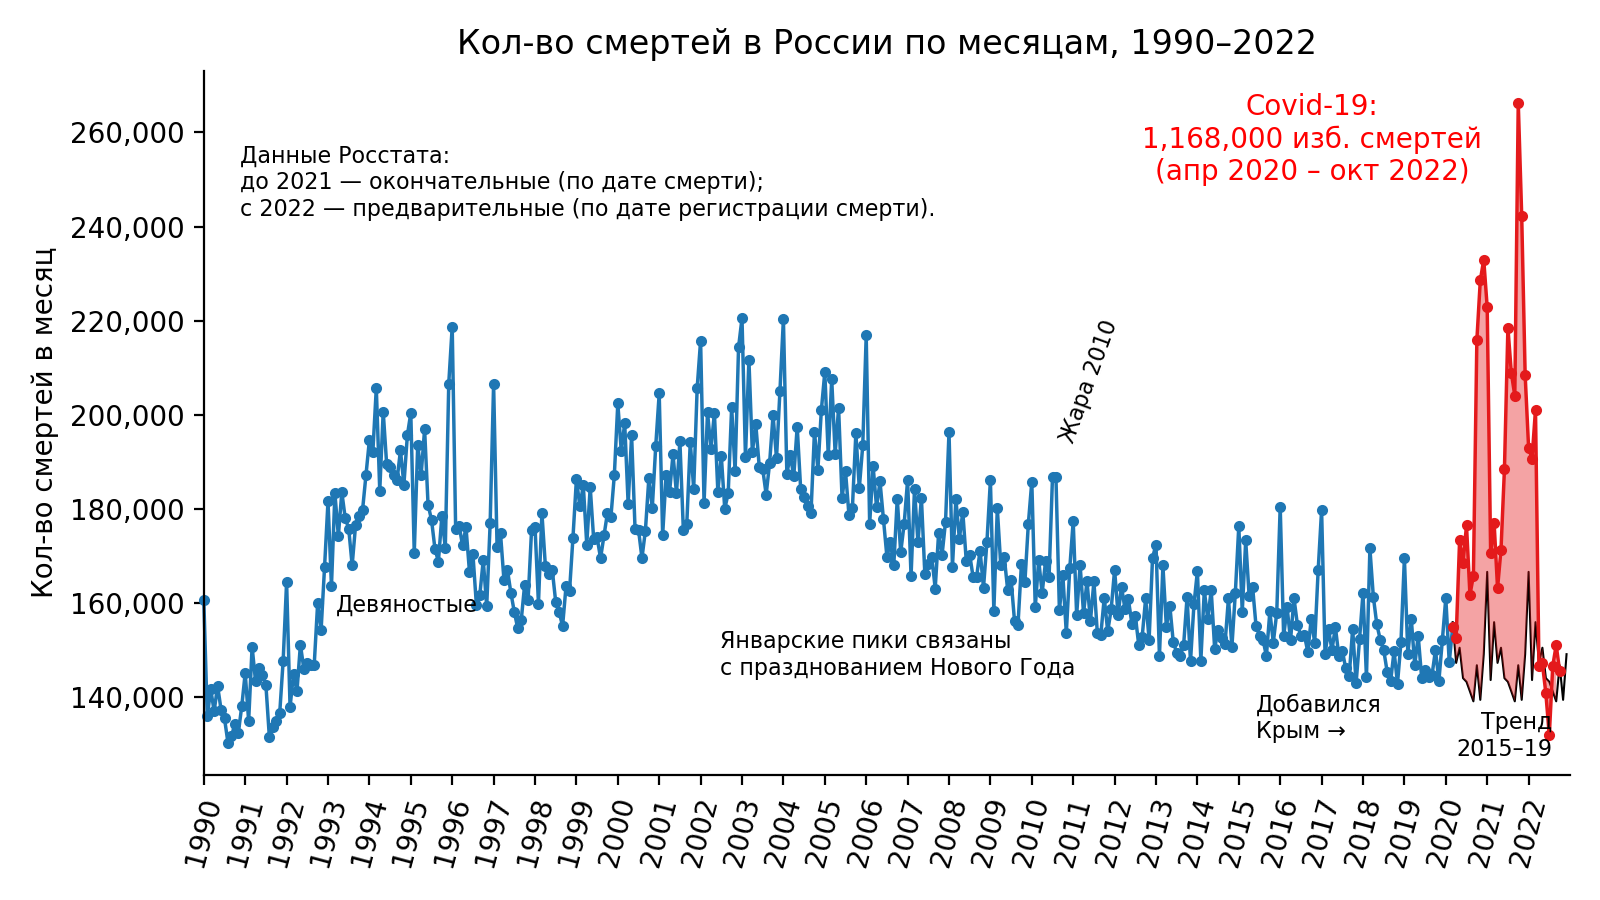 Кол-во смертей в России по месяцам, 1990–2022
Covid-19:
1,168,000 изб. смертей
(апр 2020 – окт 2022)
Данные Росстата:
до 2021 — окончательные (по дате смерти);
с 2022 — предварительные (по дате регистрации смерти).
Кол-во смертей в месяц
260,000
240,000
220,000
200,000
180,000
160,000
140,000
Жара 2010
Девяностые
Январские пики связаны
с празднованием Нового Года
Добавился
Крым →
Тренд
2015–19
1990
1991
1992
1993
1994
1995
1996
1997
1998
1999
2000
2001
2002
2003
2004
2005
2006
2007
2008
2009
2010
2011
2012
2013
2014
2015
2016
2017
2018
2019
2020
2021
2022